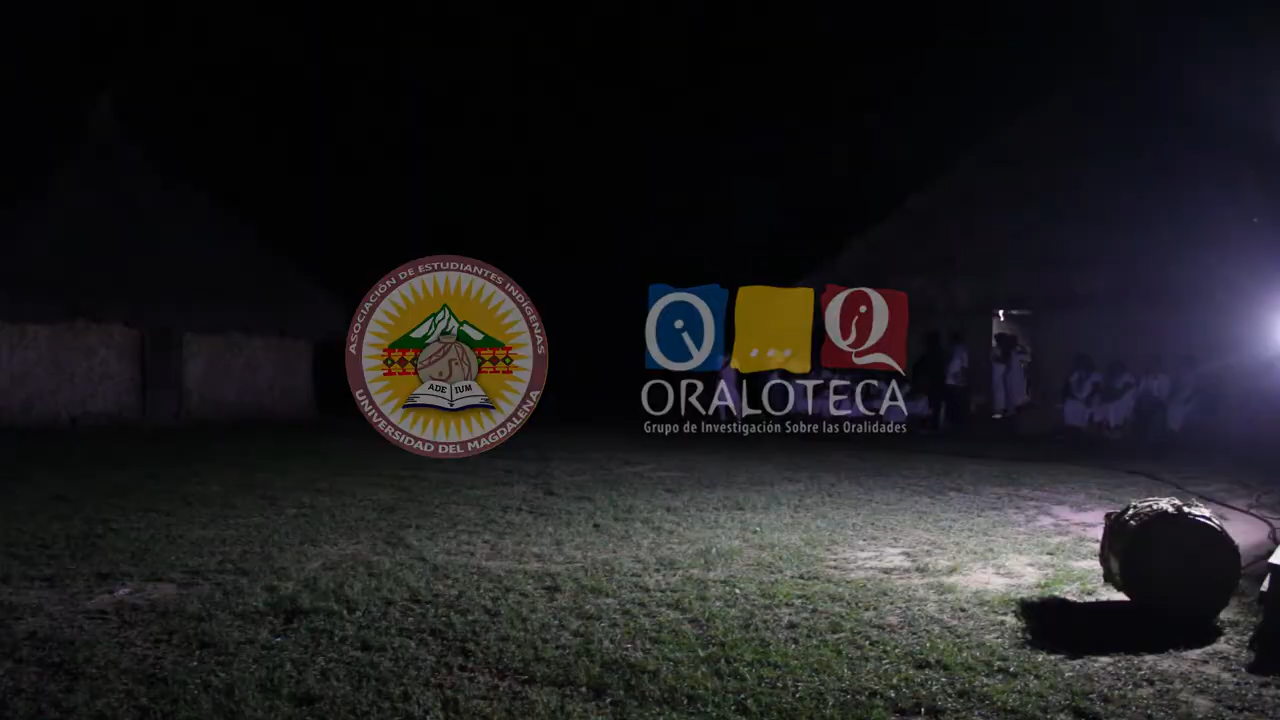 ASOCIACIÓN DE ESTUDIANTES INDÍGENAS
ADE IUM
UNIVERSIDAD DEL MAGDALENA
ORALOTECA
Grupo de Investigación Sobre las Oralidades